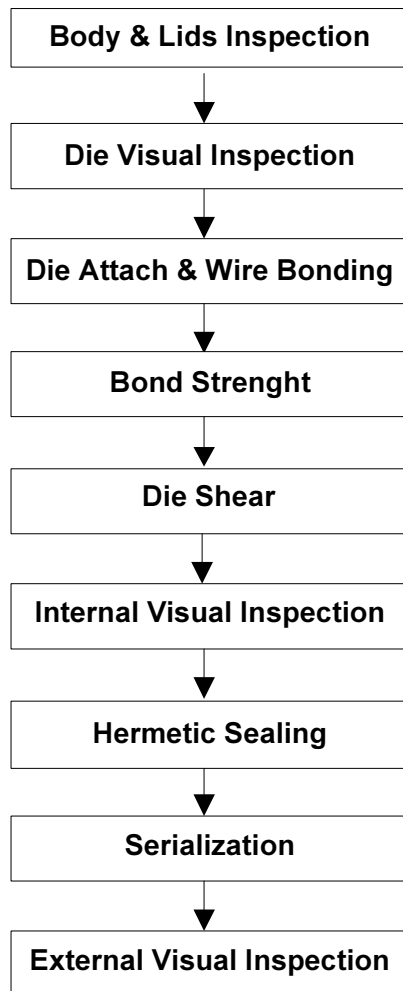 Body & Lids Inspection
Die Visual Inspection
Die Attach & Wire Bonding
Bond Strenght
Die Shear
Internal Visual Inspection
Hermetic Sealing
Serialization
External Visual Inspection